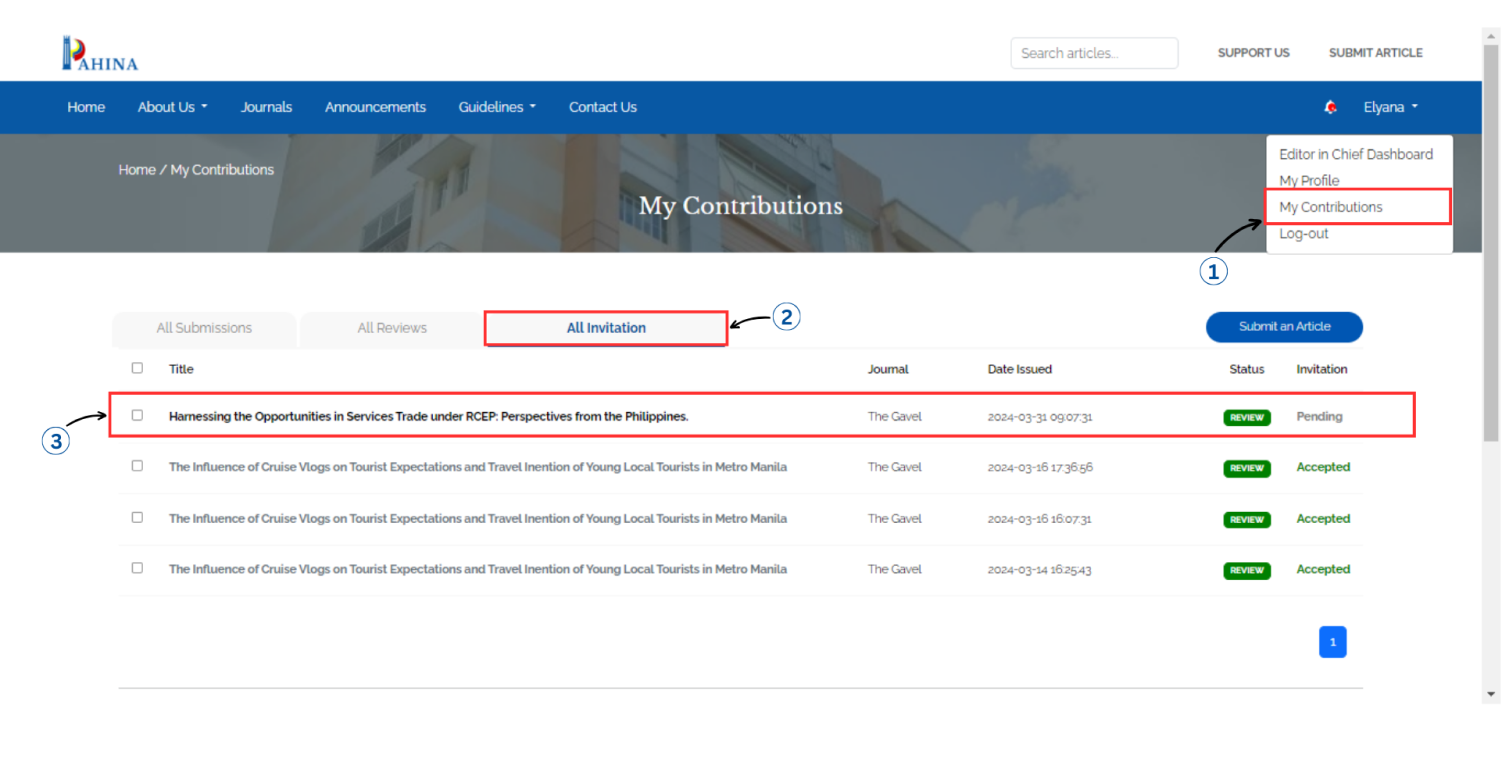 PAHINA
Search articles...
SUPPORT US
SUBMIT ARTICLE
Home
About Us
Journals
Announcements
Guidelines
Contact Us
Elyana
Home / My Contributions
My Contributions
Editor in Chief Dashboard
My Profile
My Contributions
Log-out
1
All Submissions
All Reviews
All Invitation
2
Submit an Article
Title Journal Date Issued Status Invitation
3
Harnessing the Opportunities in Services Trade under RCEP: Perspectives from the Philippines. The Gavel 2024-03-31 09:07:31 REVIEW Pending
The Influence of Cruise Vlogs on Tourist Expectations and Travel Inention of Young Local Tourists in Metro Manila The Gavel 2024-03-16 17:36:56 REVIEW Accepted
The Influence of Cruise Vlogs on Tourist Expectations and Travel Inention of Young Local Tourists in Metro Manila The Gavel 2024-03-16 16:07:31 REVIEW Accepted
The Influence of Cruise Vlogs on Tourist Expectations and Travel Inention of Young Local Tourists in Metro Manila The Gavel 2024-03-14 16:25:43 REVIEW Accepted
1